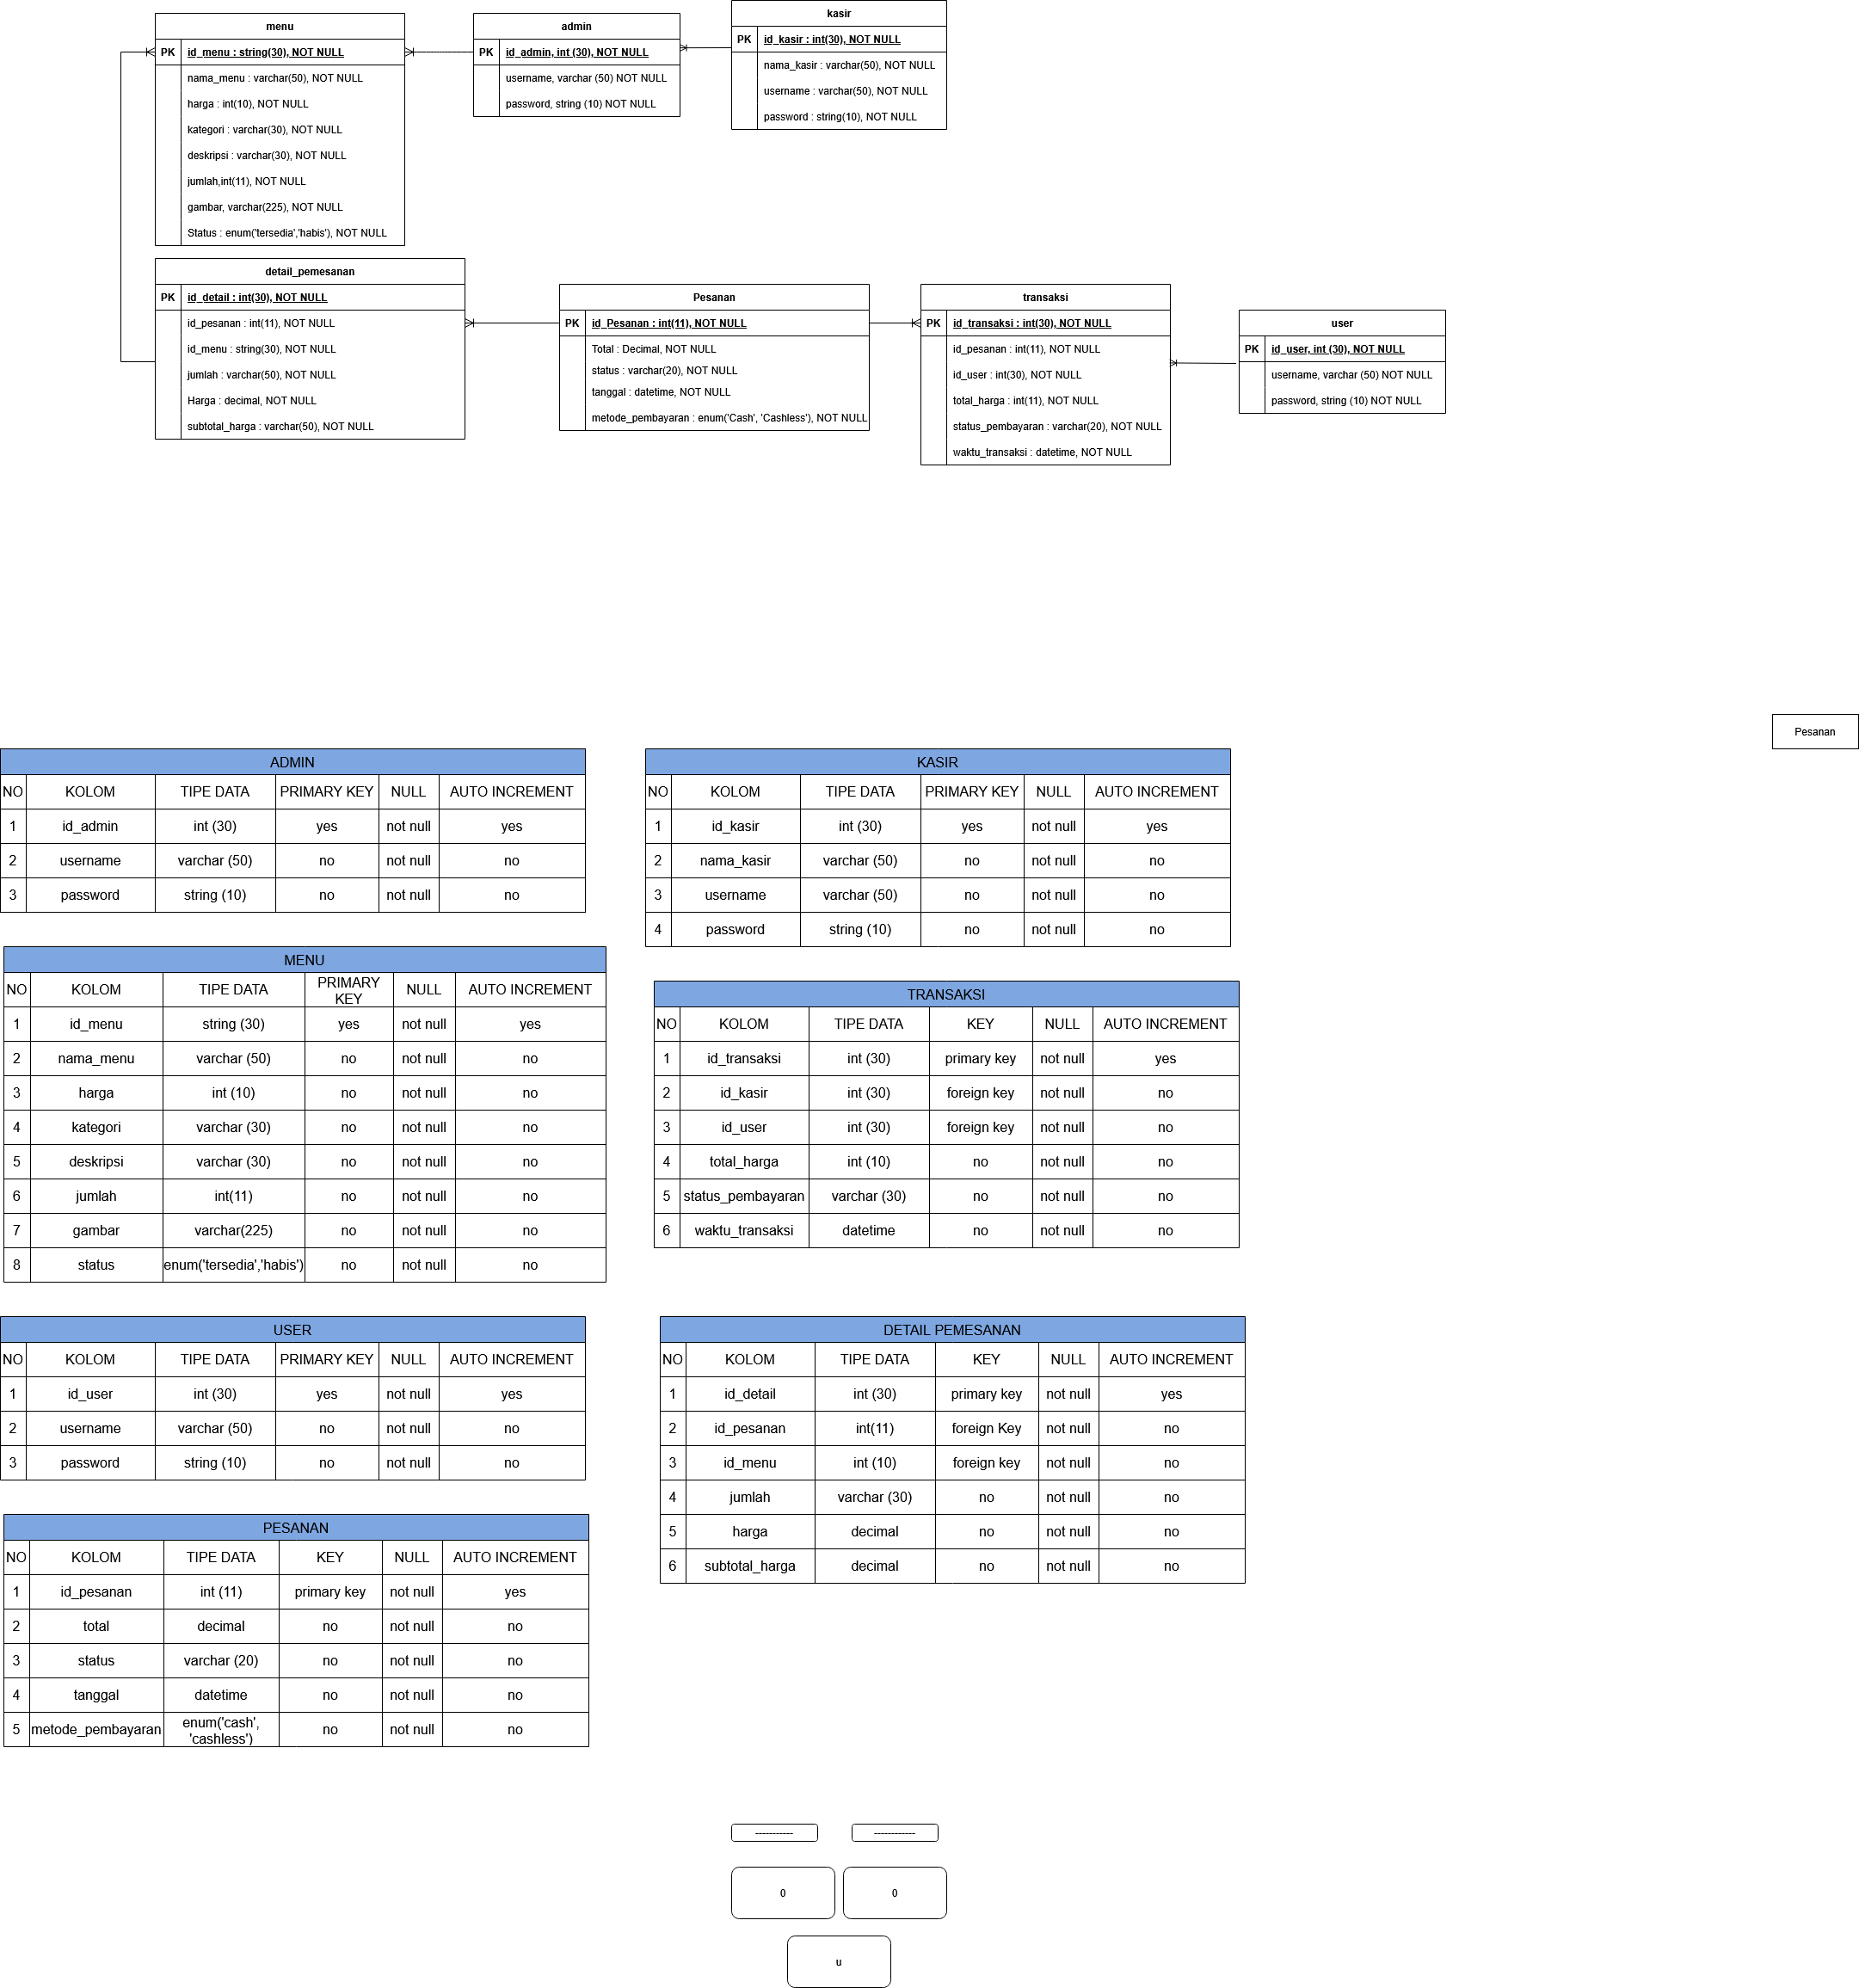 menu
PK id_menu : string(30), NOT NULL
nama_menu : varchar(50), NOT NULL
harga : int(10), NOT NULL
kategori : varchar(30), NOT NULL
deskripsi : varchar(30), NOT NULL
jumlah,int(11), NOT NULL
gambar, varchar(225), NOT NULL
Status : enum('tersedia','habis'), NOT NULL
admin
PK id_admin, int (30), NOT NULL
username, varchar (50) NOT NULL
password, string (10) NOT NULL
kasir
PK id_kasir : int(30), NOT NULL
nama_kasir : varchar(50), NOT NULL
username : varchar(50), NOT NULL
password : string(10), NOT NULL
detail_pemesanan
PK id_detail : int(30), NOT NULL
id_pesanan : int(11), NOT NULL
id_menu : string(30), NOT NULL
jumlah : varchar(50), NOT NULL
Harga : decimal, NOT NULL
subtotal_harga : varchar(50), NOT NULL
Pesanan
PK id_Pesanan : int(11), NOT NULL
Total : Decimal, NOT NULL
status : varchar(20), NOT NULL
tanggal : datetime, NOT NULL
metode_pembayaran : enum('Cash', 'Cashless'), NOT NULL
transaksi
PK id_transaksi : int(30), NOT NULL
id_pesanan : int(11), NOT NULL
id_user : int(30), NOT NULL
total_harga : int(11), NOT NULL
status_pembayaran : varchar(20), NOT NULL
waktu_transaksi : datetime, NOT NULL
user
PK id_user, int (30), NOT NULL
username, varchar (50) NOT NULL
password, string (10) NOT NULL
Pesanan
ADMIN
NO KOLOM TIPE DATA PRIMARY KEY NULL AUTO INCREMENT
1 id_admin int (30) yes not null yes
2 username varchar (50) no not null no
3 password string (10) no not null no
KASIR
NO KOLOM TIPE DATA PRIMARY KEY NULL AUTO INCREMENT
1 id_kasir int (30) yes not null yes
2 nama_kasir varchar (50) no not null no
3 username varchar (50) no not null no
4 password string (10) no not null no
MENU
NO KOLOM TIPE DATA PRIMARY KEY NULL AUTO INCREMENT
1 id_menu string (30) yes not null yes
2 nama_menu varchar (50) no not null no
3 harga int (10) no not null no
4 kategori varchar (30) no not null no
5 deskripsi varchar (30) no not null no
6 jumlah int(11) no not null no
7 gambar varchar(225) no not null no
8 status enum('tersedia','habis') no not null no
TRANSAKSI
NO KOLOM TIPE DATA KEY NULL AUTO INCREMENT
1 id_transaksi int (30) primary key not null yes
2 id_kasir int (30) foreign key not null no
3 id_user int (30) foreign key not null no
4 total_harga int (10) no not null no
5 status_pembayaran varchar (30) no not null no
6 waktu_transaksi datetime no not null no
USER
NO KOLOM TIPE DATA PRIMARY KEY NULL AUTO INCREMENT
1 id_user int (30) yes not null yes
2 username varchar (50) no not null no
3 password string (10) no not null no
DETAIL PEMESANAN
NO KOLOM TIPE DATA KEY NULL AUTO INCREMENT
1 id_detail int (30) primary key not null yes
2 id_pesanan int(11) foreign Key not null no
3 id_menu int (10) foreign key not null no
4 jumlah varchar (30) no not null no
5 harga decimal no not null no
6 subtotal_harga decimal no not null no
PESANAN
NO KOLOM TIPE DATA KEY NULL AUTO INCREMENT
1 id_pesanan int (11) primary key not null yes
2 total decimal no not null no
3 status varchar (20) no not null no
4 tanggal datetime no not null no
5 metode_pembayaran enum('cash', 'cashless') no not null no
----------- ------------
0 0
u